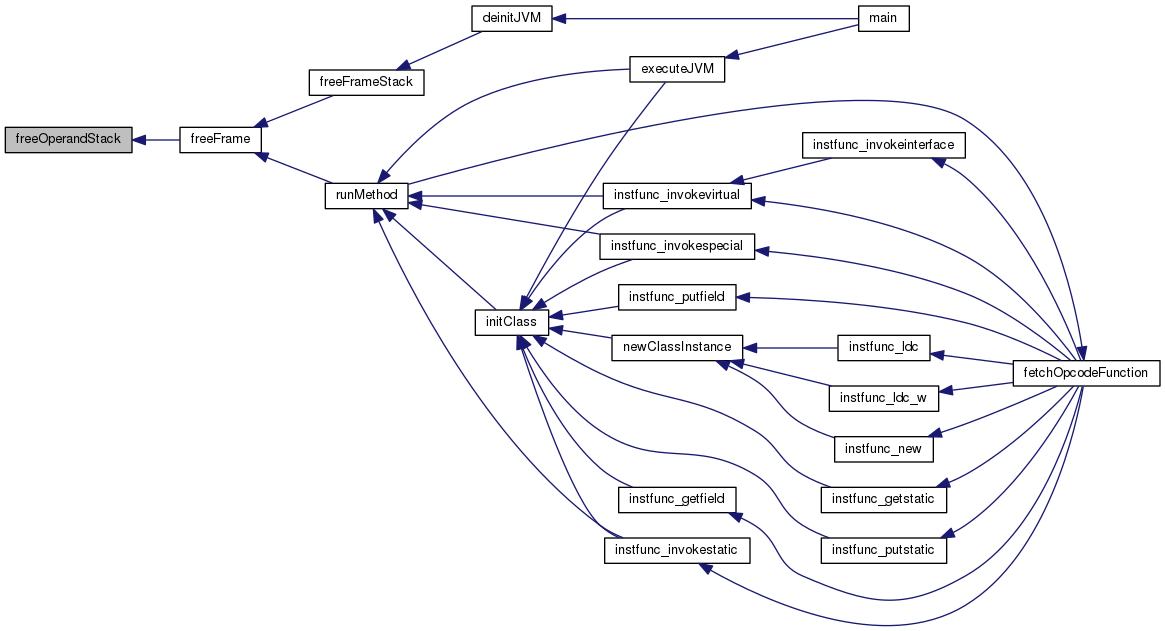 deinitJVM
main
executeJVM
freeFrameStack
freeOperandStack
freeFrame
instfunc_invokeinterface
runMethod
instfunc_invokevirtual
instfunc_invokespecial
instfunc_putfield
initClass
newClassInstance
instfunc_ldc
fetchOpcodeFunction
instfunc_ldc_w
instfunc_new
instfunc_getfield
instfunc_getstatic
instfunc_invokestatic
instfunc_putstatic